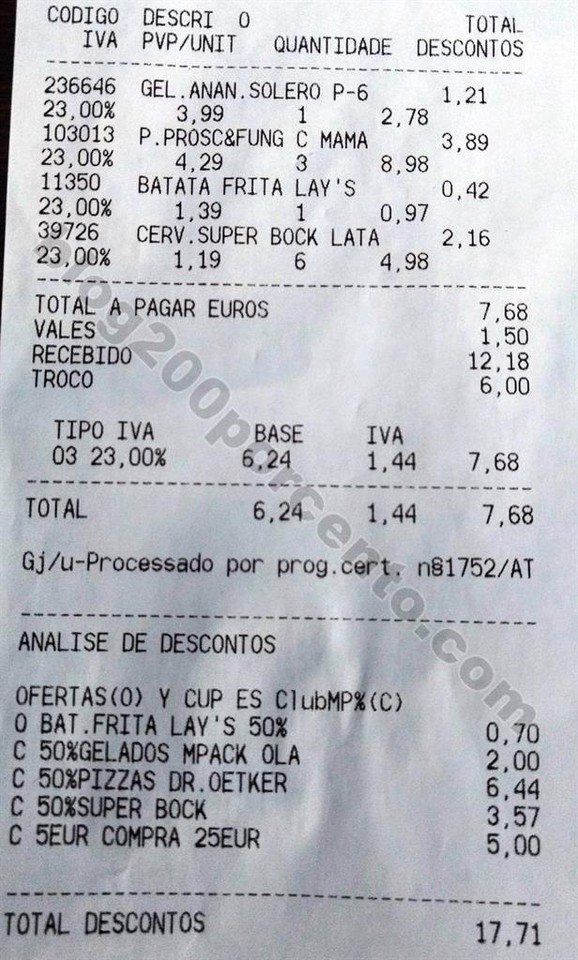 CODIGO DESCRI O TOTAL
IVA PVP/UNIT QUANTIDADE DESCONTOS
236646 GEL.ANAN.SOLERO P-6 1,21
23,00% 3,99 1 2,78
103013 P.PROSC&FUNG C MAMA 3,89
23,00% 4,29 3 8,98
11350 BATATA FRITA LAY'S 0,42
23,00% 1,39 1 0,97
39726 CERV.SUPER BOCK LATA 2,16
23,00% 1,19 6 4,98
TOTAL A PAGAR EUROS 7,68
VALES 1,50
RECEBIDO 12,18
TROCO 6,00
TIPO IVA BASE IVA
03 23,00% 6,24 1,44 7,68
TOTAL 6,24 1,44 7,68
Gj/u-Processado por prog.cert. n§1752/AT
ANALISE DE DESCONTOS
OFERTAS(O) Y CUP ES ClubMP%(C)
O BAT.FRITA LAY'S 50% 0,70
C 50%GELADOS MPACK OLA 2,00
C 50%PIZZAS DR.OETKER 6,44
C 50%SUPER BOCK 3,57
C 5EUR COMPRA 25EUR 5,00
TOTAL DESCONTOS 17,71
blog200porcento.com